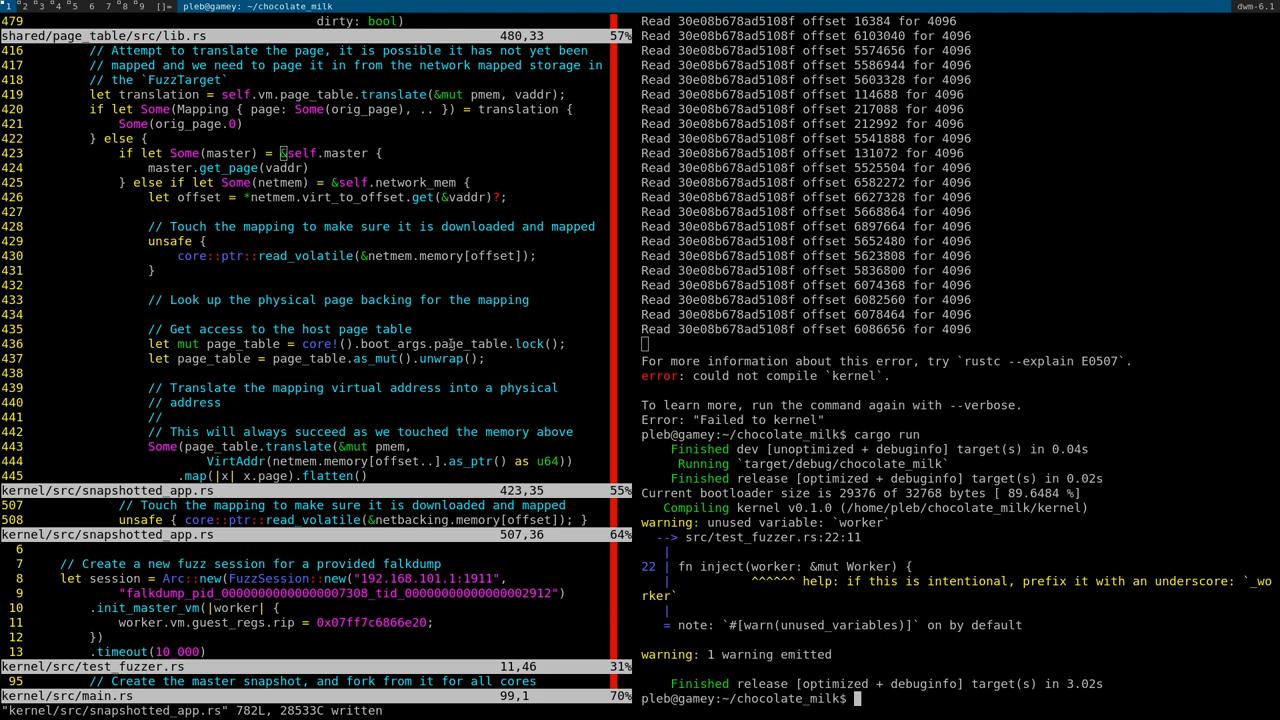 1 2 3 4 5 6 7 8 9 []= pleb@gamey: ~/chocolate_milk dwm-6.1
479 dirty: bool)
shared/page_table/src/lib.rs 480,33 57%
416 // Attempt to translate the page, it is possible it has not yet been
417 // mapped and we need to page it in from the network mapped storage in
418 // the `FuzzTarget`
419 let translation = self.vm.page_table.translate(&mut pmem, vaddr);
420 if let Some(Mapping { page: Some(orig_page), .. }) = translation {
421 Some(orig_page.0)
422 } else {
423 if let Some(master) = &self.master {
424 master.get_page(vaddr)
425 } else if let Some(netmem) = &self.network_mem {
426 let offset = *netmem.virt_to_offset.get(&vaddr)?;
427
428 // Touch the mapping to make sure it is downloaded and mapped
429 unsafe {
430 core::ptr::read_volatile(&netmem.memory[offset]);
431 }
432
433 // Look up the physical page backing for the mapping
434
435 // Get access to the host page table
436 let mut page_table = core!().boot_args.page_table.lock();
437 let page_table = page_table.as_mut().unwrap();
438
439 // Translate the mapping virtual address into a physical
440 // address
441 //
442 // This will always succeed as we touched the memory above
443 Some(page_table.translate(&mut pmem,
444 VirtAddr(netmem.memory[offset..].as_ptr() as u64))
445 .map(|x| x.page).flatten()
kernel/src/snapshotted_app.rs 423,35 55%
507 // Touch the mapping to make sure it is downloaded and mapped
508 unsafe { core::ptr::read_volatile(&netbacking.memory[offset]); }
kernel/src/snapshotted_app.rs 507,36 64%
6
7 // Create a new fuzz session for a provided falkdump
8 let session = Arc::new(FuzzSession::new("192.168.101.1:1911",
9 "falkdump_pid_00000000000000007308_tid_00000000000000002912")
10 .init_master_vm(|worker| {
11 worker.vm.guest_regs.rip = 0x07ff7c6866e20;
12 })
13 .timeout(10_000)
kernel/src/test_fuzzer.rs 11,46 31%
95 // Create the master snapshot, and fork from it for all cores
kernel/src/main.rs 99,1 70%
"kernel/src/snapshotted_app.rs" 782L, 28533C written
Read 30e08b678ad5108f offset 16384 for 4096
Read 30e08b678ad5108f offset 6103040 for 4096
Read 30e08b678ad5108f offset 5574656 for 4096
Read 30e08b678ad5108f offset 5586944 for 4096
Read 30e08b678ad5108f offset 5603328 for 4096
Read 30e08b678ad5108f offset 114688 for 4096
Read 30e08b678ad5108f offset 217088 for 4096
Read 30e08b678ad5108f offset 212992 for 4096
Read 30e08b678ad5108f offset 5541888 for 4096
Read 30e08b678ad5108f offset 131072 for 4096
Read 30e08b678ad5108f offset 5525504 for 4096
Read 30e08b678ad5108f offset 6582272 for 4096
Read 30e08b678ad5108f offset 6627328 for 4096
Read 30e08b678ad5108f offset 5668864 for 4096
Read 30e08b678ad5108f offset 6897664 for 4096
Read 30e08b678ad5108f offset 5652480 for 4096
Read 30e08b678ad5108f offset 5623808 for 4096
Read 30e08b678ad5108f offset 5836800 for 4096
Read 30e08b678ad5108f offset 6074368 for 4096
Read 30e08b678ad5108f offset 6082560 for 4096
Read 30e08b678ad5108f offset 6078464 for 4096
Read 30e08b678ad5108f offset 6086656 for 4096
For more information about this error, try `rustc --explain E0507`.
error: could not compile `kernel`.
To learn more, run the command again with --verbose.
Error: "Failed to kernel"
pleb@gamey:~/chocolate_milk$ cargo run
Finished dev [unoptimized + debuginfo] target(s) in 0.04s
Running `target/debug/chocolate_milk`
Finished release [optimized + debuginfo] target(s) in 0.02s
Current bootloader size is 29376 of 32768 bytes [ 89.6484 %]
Compiling kernel v0.1.0 (/home/pleb/chocolate_milk/kernel)
warning: unused variable: `worker`
--> src/test_fuzzer.rs:22:11
|
22 | fn inject(worker: &mut Worker) {
| ^^^^^^ help: if this is intentional, prefix it with an underscore: `_wo
rker`
|
= note: `#[warn(unused_variables)]` on by default
warning: 1 warning emitted
Finished release [optimized + debuginfo] target(s) in 3.02s
pleb@gamey:~/chocolate_milk$